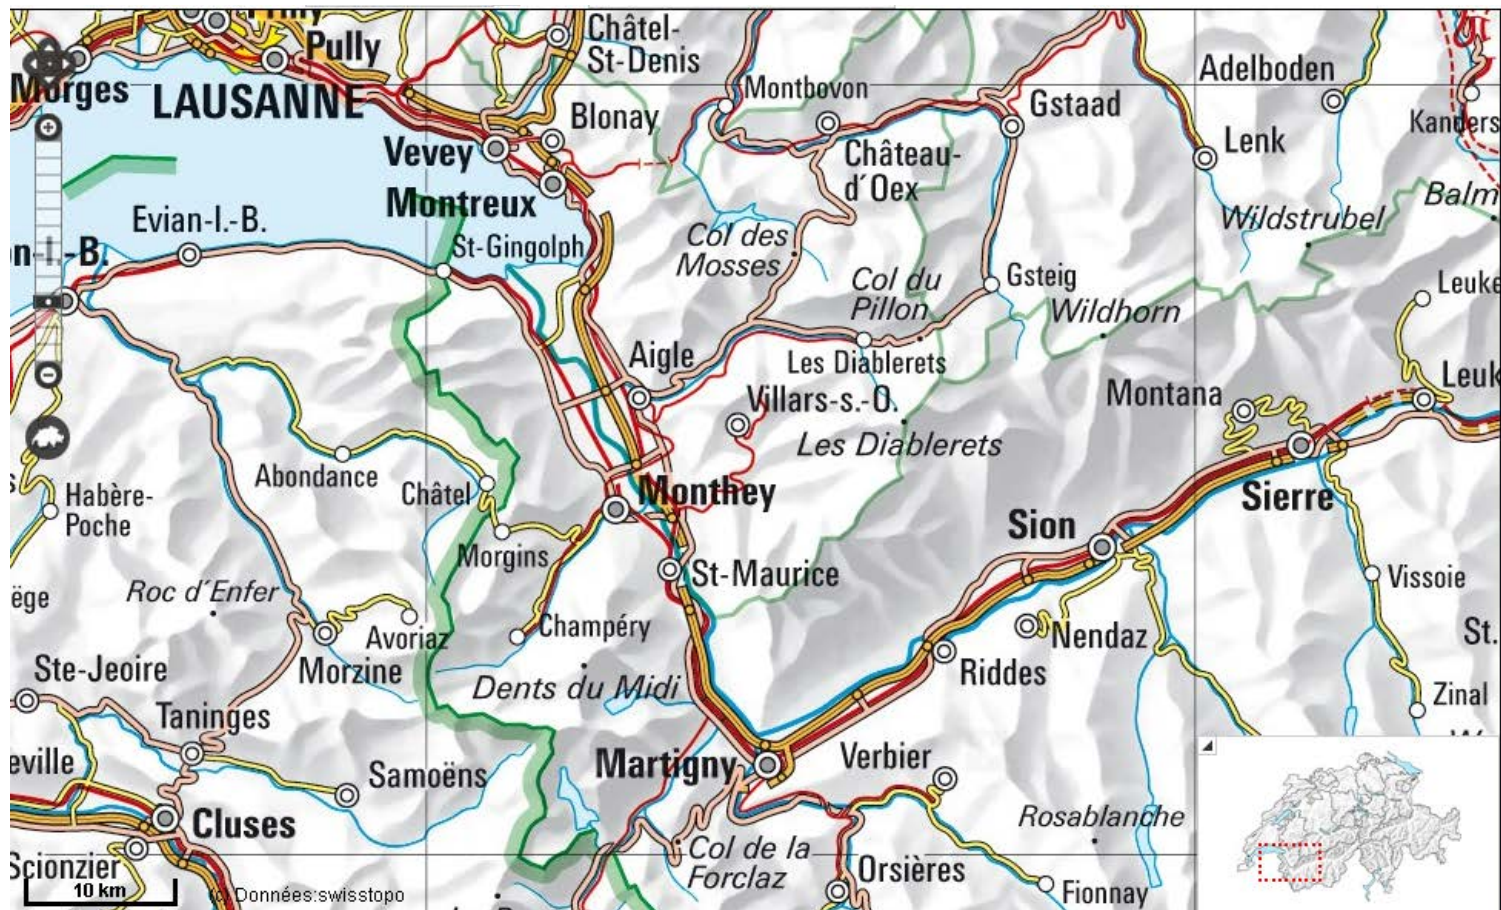 Pully
Châtel-
St-Denis
Morges
LAUSANNE
Montbovon
Adelboden
Blonay
Gstaad
Kanders
Vevey
Château-
d´Oex
Lenk
Montreux
Balm
Wildstrubel
Evian-l.-B.
St-Gingolph
Col des
Mosses
n-l.-B.
Col du
Pillon
Gsteig
Leuke
Wildhorn
Aigle
Les Diablerets
Leuk
Villars-s.-O.
Montana
Les Diablerets
Abondance
Châtel
Monthey
Habère-
Poche
Sierre
Sion
Morgins
St-Maurice
Vissoie
ège
Roc d´Enfer
Avoriaz
Champéry
Nendaz
St.
Ste-Jeoire
Morzine
Dents du Midi
Riddes
Zinal
Taninges
eville
Samoëns
Martigny
Verbier
Cluses
Rosablanche
Scionzier
Col de la
Forclaz
Orsières
Fionnay
10 km
(c) Données:swisstopo